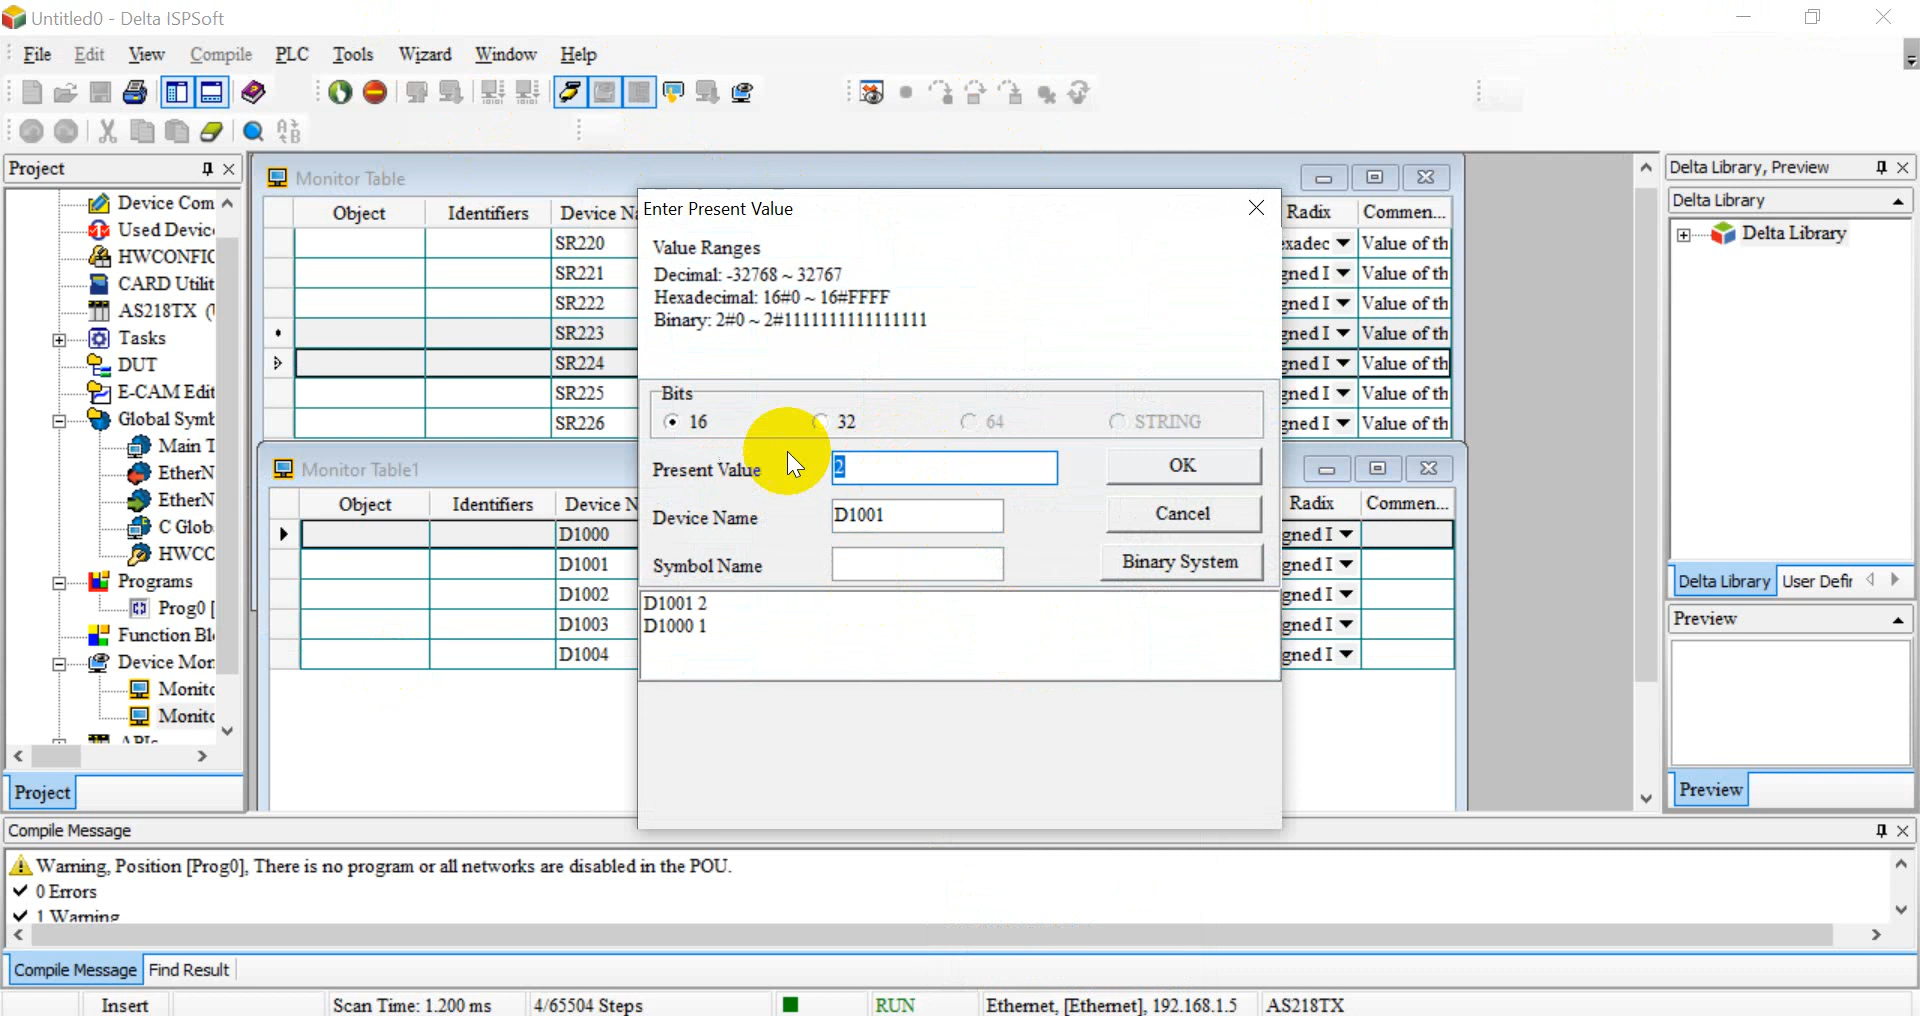 Untitled0 - Delta ISPSoft
File Edit View Compile PLC Tools Wizard Window Help
Project
Device Com
Used Devic
HWCONFIG
CARD Utilit
AS218TX (
Tasks
DUT
E-CAM Edit
Global Symb
Main T
EtherN
EtherN
C Glob
HWCC
Programs
Prog0 [
Function Bl
Device Mon
Monito
Monito
Project
Monitor Table
Object Identifiers Device Na Radix Commen...
SR220 exadec Value of th
SR221 gned I Value of th
SR222 gned I Value of th
SR223 gned I Value of th
SR224 gned I Value of th
SR225 gned I Value of th
SR226 gned I Value of th
Monitor Table1
Object Identifiers Device N Radix Commen...
D1000 gned I
D1001 gned I
D1002 gned I
D1003 gned I
D1004 gned I
Enter Present Value
Value Ranges
Decimal: -32768 ~ 32767
Hexadecimal: 16#0 ~ 16#FFFF
Binary: 2#0 ~ 2#1111111111111111
Bits
16 32 64 STRING
Present Value 2 OK
Device Name D1001 Cancel
Symbol Name Binary System
D1001 2
D1000 1
Delta Library, Preview
Delta Library
Delta Library
Delta Library User Defir
Preview
Preview
Compile Message
Warning, Position [Prog0], There is no program or all networks are disabled in the POU.
0 Errors
1 Warning
Compile Message Find Result
Insert Scan Time: 1.200 ms 4/65504 Steps RUN Ethernet, [Ethernet], 192.168.1.5 AS218TX